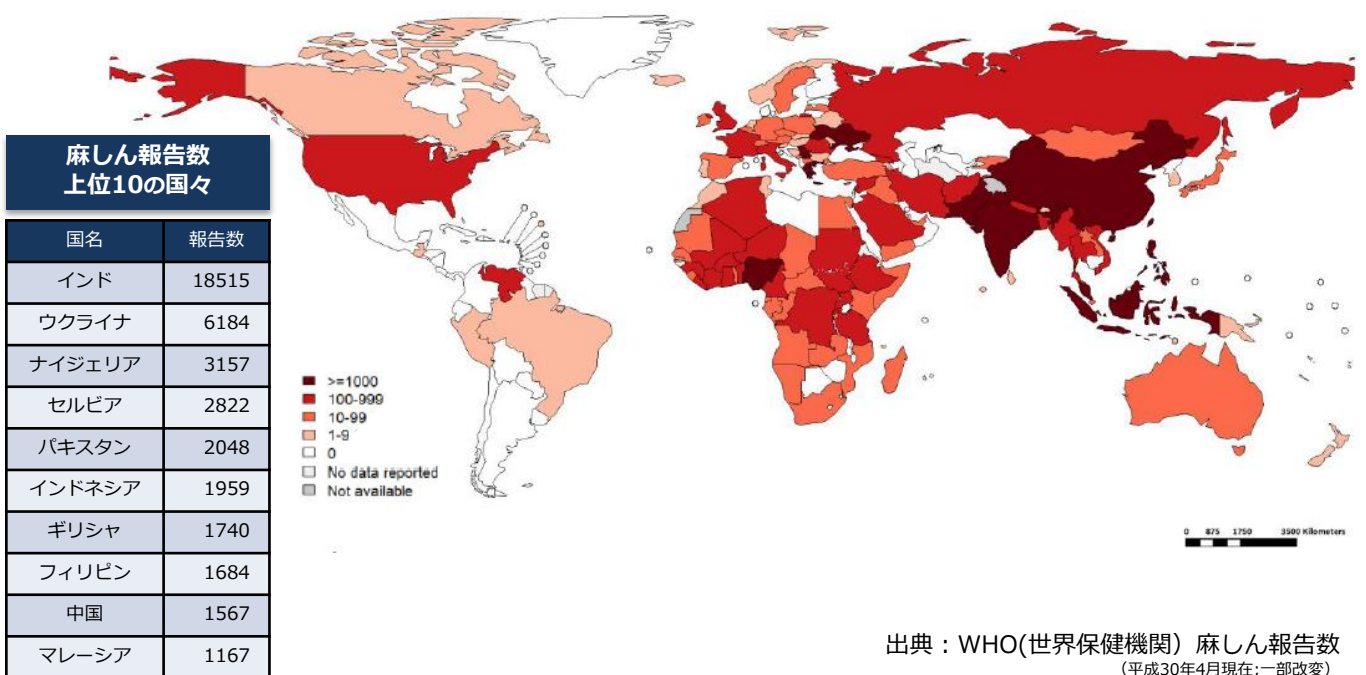 麻しん報告数
上位10の国々
国名 報告数
インド 18515
ウクライナ 6184
ナイジェリア 3157
セルビア 2822
パキスタン 2048
インドネシア 1959
ギリシャ 1740
フィリピン 1684
中国 1567
マレーシア 1167
>=1000
100-999
10-99
1-9
0
No data reported
Not available
0 875 1750 3500 Kilometers
出典：WHO(世界保健機関）麻しん報告数
（平成30年4月現在;一部改変）